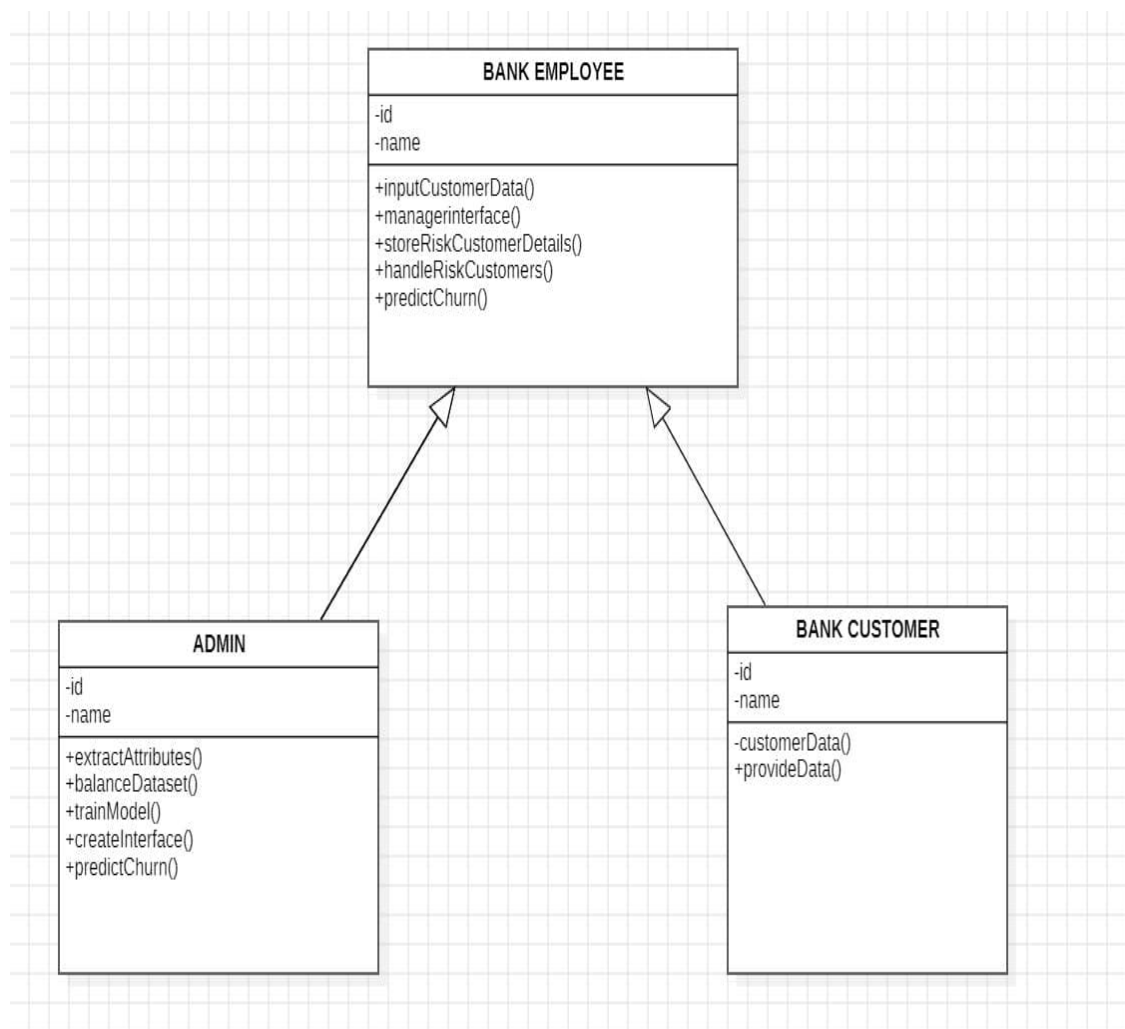 BANK EMPLOYEE
-id
-name
+inputCustomerData()
+managerinterface()
+storeRiskCustomerDetails()
+handleRiskCustomers()
+predictChurn()
ADMIN
-id
-name
+extractAttributes()
+balanceDataset()
+trainModel()
+createInterface()
+predictChurn()
BANK CUSTOMER
-id
-name
-customerData()
+provideData()